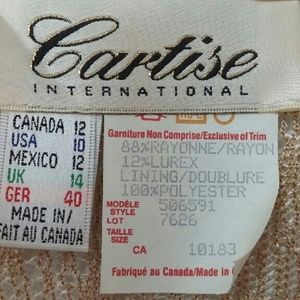 Cartise
INTERNATIONAL
CANADA 12
USA 10
MEXICO 12
UK 14
GER 40
MADE IN/
FAIT AU CANADA
Garniture Non Comprise/Exclusive of Trim
88% RAYONNE/RAYON
12% LUREX
LINING/DOUBLURE
100% POLYESTER
MODÈLE
STYLE 506591
LOT 7626
TAILLE
SIZE
CA 10183
Fabriqué au Canada/Made in